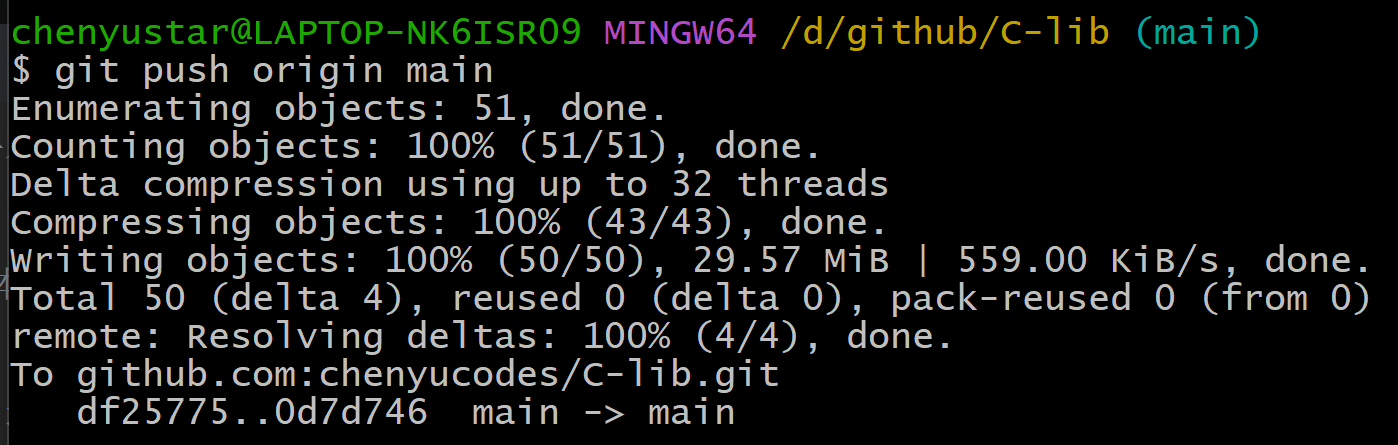 chenyustar@LAPTOP-NK6ISRO9 MINGW64 /d/github/C-lib (main)
$ git push origin main
Enumerating objects: 51, done.
Counting objects: 100% (51/51), done.
Delta compression using up to 32 threads
Compressing objects: 100% (43/43), done.
Writing objects: 100% (50/50), 29.57 MiB | 559.00 KiB/s, done.
Total 50 (delta 4), reused 0 (delta 0), pack-reused 0 (from 0)
remote: Resolving deltas: 100% (4/4), done.
To github.com:chenyucodes/C-lib.git
   df25775..0d7d746  main -> main